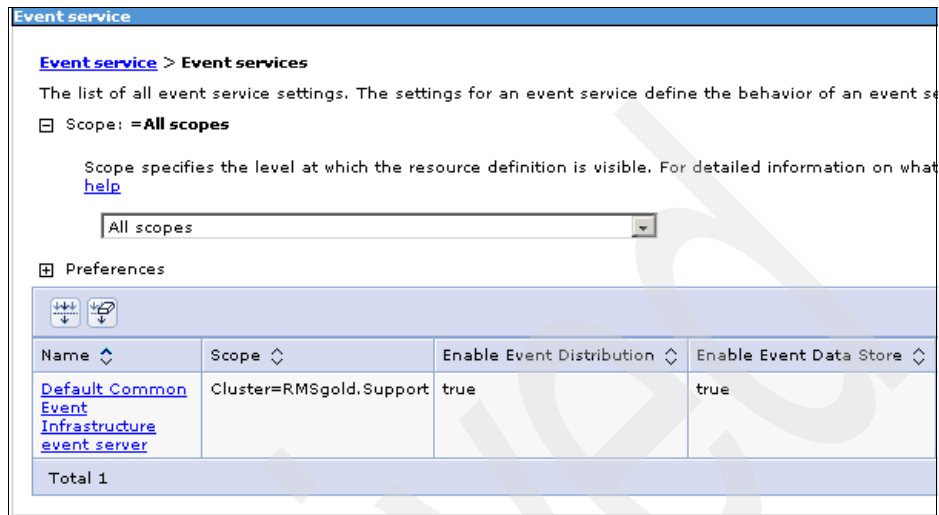 Event service
Event service > Event services
The list of all event service settings. The settings for an event service define the behavior of an event se
Scope: =All scopes
Scope specifies the level at which the resource definition is visible. For detailed information on what
help
All scopes
Preferences
Name Scope Enable Event Distribution Enable Event Data Store
Default Common Cluster=RMSgold.Support true true
Event
Infrastructure
event server
Total 1